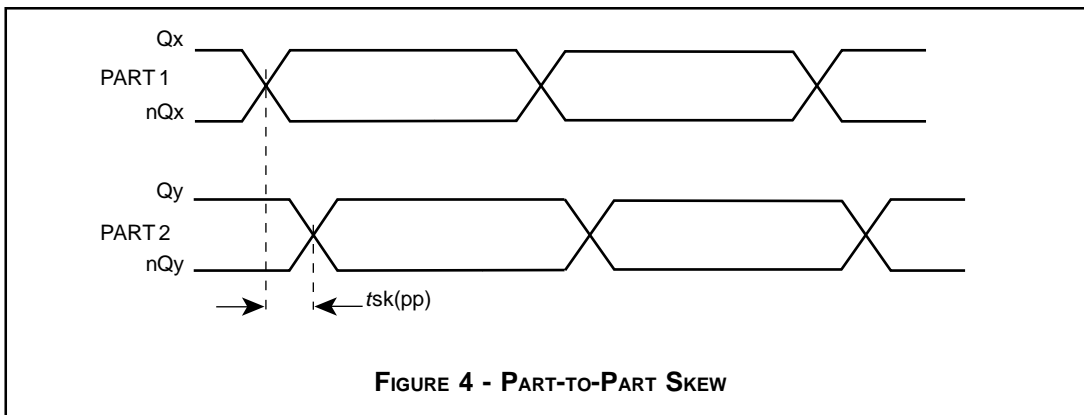 Qx
PART 1
nQx
Qy
PART 2
nQy
tsk(pp)
FIGURE 4 - PART-TO-PART SKEW